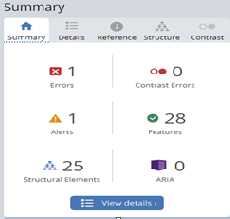 Summary
Summary Details Reference Structure Contrast
1 0
Errors Contrast Errors
1 28
Alerts Features
25 0
Structural Elements ARIA
View details ›